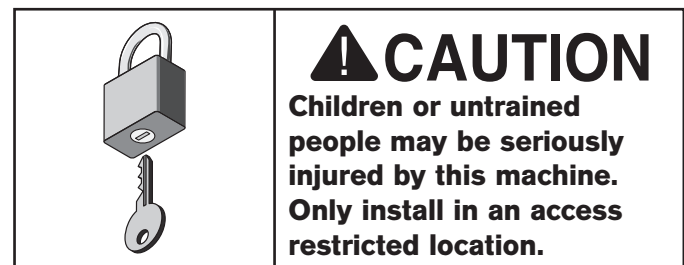 CAUTION
Children or untrained
people may be seriously
injured by this machine.
Only install in an access
restricted location.